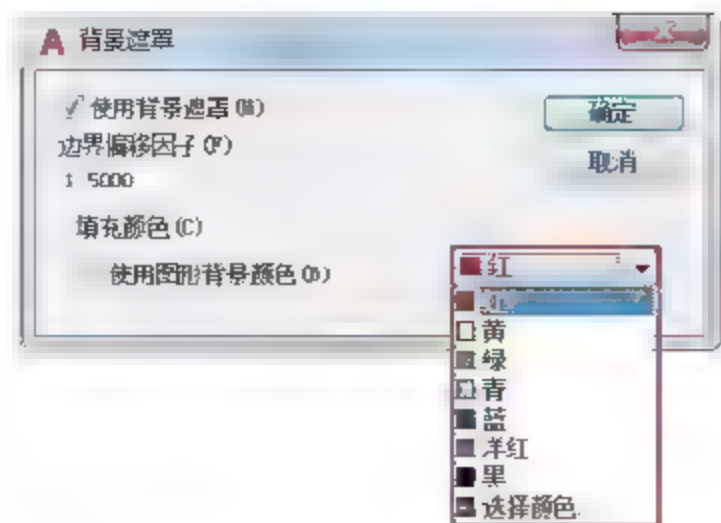 背景遮罩
使用背景遮罩(M)
确定
边界偏移因子(F)
取消
1 5000
填充颜色(C)
使用图形背景颜色(B)
红
红
黄
绿
青
蓝
洋红
黑
选择颜色